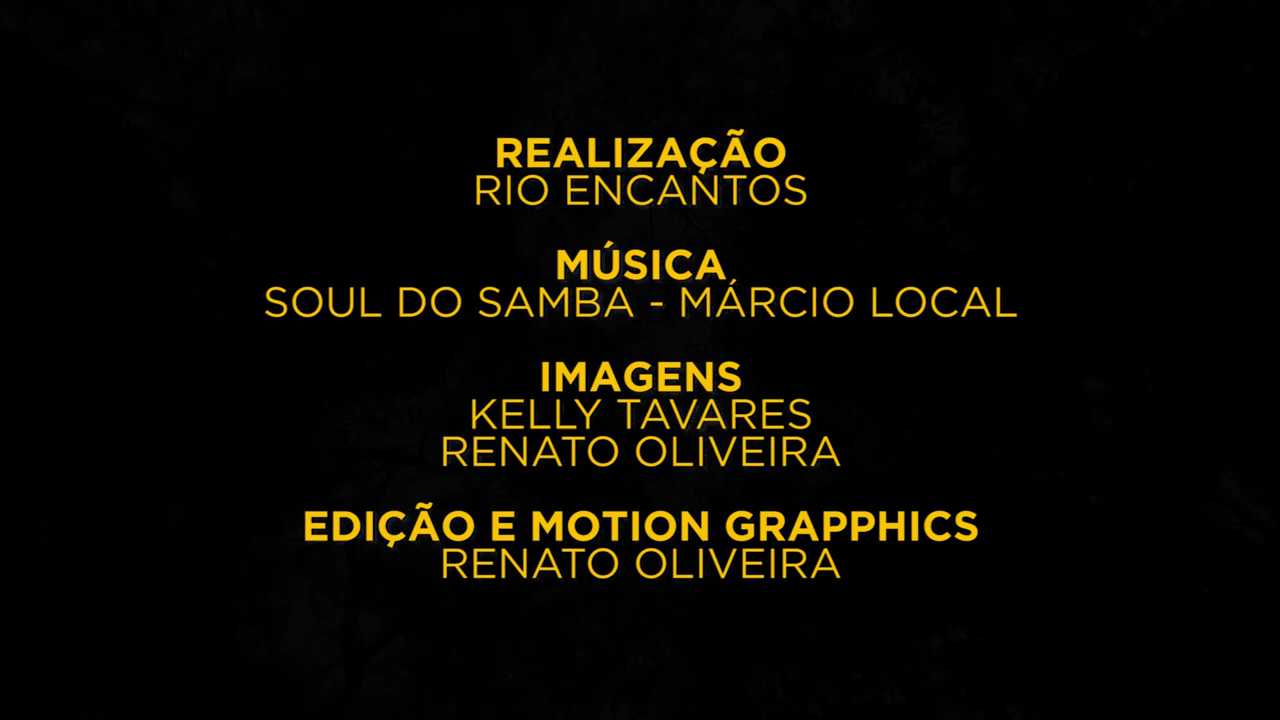 REALIZAÇÃO
RIO ENCANTOS
MÚSICA
SOUL DO SAMBA - MÁRCIO LOCAL
IMAGENS
KELLY TAVARES
RENATO OLIVEIRA
EDIÇÃO E MOTION GRAPPHICS
RENATO OLIVEIRA